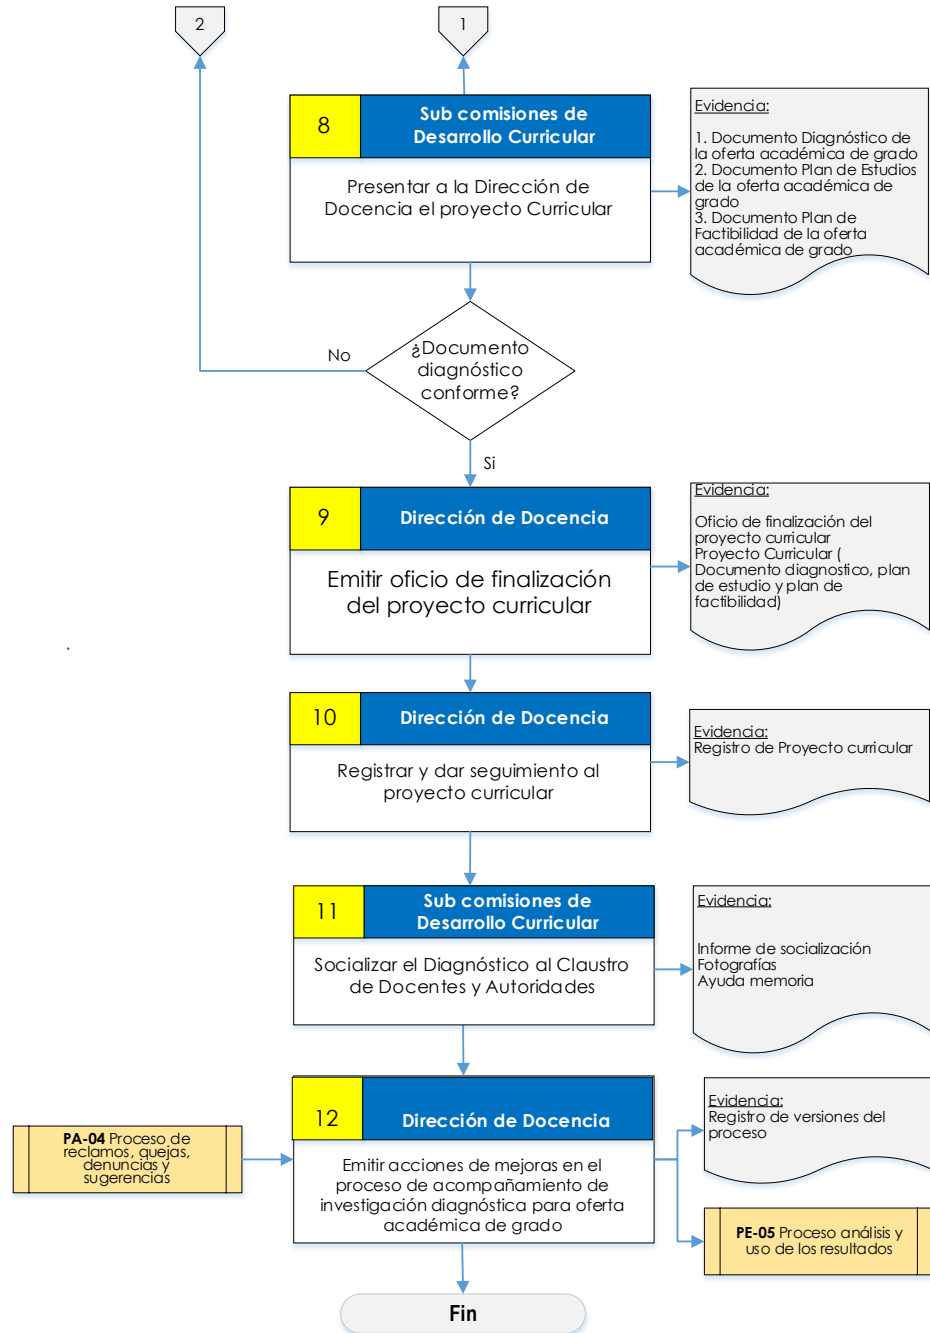 2
1
8
Sub comisiones de
Desarrollo Curricular
Presentar a la Dirección de
Docencia el proyecto Curricular
Evidencia:
1. Documento Diagnóstico de
la oferta académica de grado
2. Documento Plan de Estudios
de la oferta académica de
grado
3. Documento Plan de
Factibilidad de la oferta
académica de grado
¿Documento
diagnóstico
conforme?
No
Si
9
Dirección de Docencia
Emitir oficio de finalización
del proyecto curricular
Evidencia:
Oficio de finalización del
proyecto curricular
Proyecto Curricular (
Documento diagnostico, plan
de estudio y plan de
factibilidad)
10
Dirección de Docencia
Registrar y dar seguimiento al
proyecto curricular
Evidencia:
Registro de Proyecto curricular
11
Sub comisiones de
Desarrollo Curricular
Socializar el Diagnóstico al Claustro
de Docentes y Autoridades
Evidencia:
Informe de socialización
Fotografías
Ayuda memoria
12
Dirección de Docencia
Emitir acciones de mejoras en el
proceso de acompañamiento de
investigación diagnóstica para oferta
académica de grado
PA-04 Proceso de
reclamos, quejas,
denuncias y
sugerencias
Evidencia:
Registro de versiones del
proceso
PE-05 Proceso análisis y
uso de los resultados
Fin